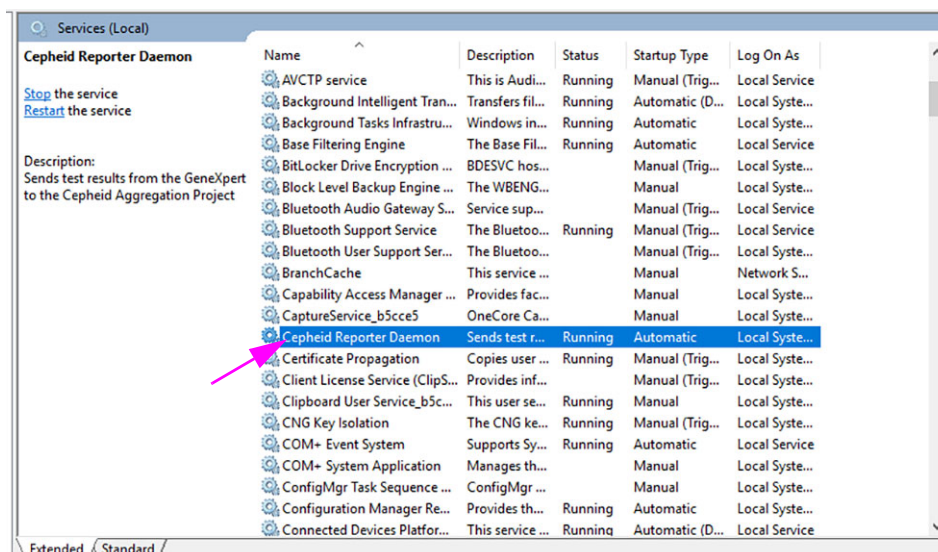 Services (Local)
Cepheid Reporter Daemon
Stop the service
Restart the service
Description:
Sends test results from the GeneXpert
to the Cepheid Aggregation Project
Name Description Status Startup Type Log On As
AVCTP service This is Audi... Running Manual (Trig... Local Service
Background Intelligent Tran... Transfers fil... Running Automatic (D... Local Syste...
Background Tasks Infrastru... Windows in... Running Automatic Local Syste...
Base Filtering Engine The Base Fil... Running Automatic Local Service
BitLocker Drive Encryption ... BDESVC hos... Manual (Trig... Local Syste...
Block Level Backup Engine ... The WBENG... Manual Local Syste...
Bluetooth Audio Gateway S... Service sup... Manual (Trig... Local Service
Bluetooth Support Service The Bluetoo... Running Manual (Trig... Local Service
Bluetooth User Support Ser... The Bluetoo... Manual (Trig... Local Syste...
BranchCache This service ... Manual Network S...
Capability Access Manager ... Provides fac... Manual Local Syste...
CaptureService_b5cce5 OneCore Ca... Manual Local Syste...
Cepheid Reporter Daemon Sends test r... Running Automatic Local Syste...
Certificate Propagation Copies user ... Running Manual (Trig... Local Syste...
Client License Service (ClipS... Provides inf... Manual (Trig... Local Syste...
Clipboard User Service_b5c... This user se... Running Manual Local Syste...
CNG Key Isolation The CNG ke... Running Manual (Trig... Local Syste...
COM+ Event System Supports Sy... Running Automatic Local Service
COM+ System Application Manages th... Manual Local Syste...
ConfigMgr Task Sequence ... ConfigMgr ... Manual Local Syste...
Configuration Manager Re... Provides th... Running Automatic Local Syste...
Connected Devices Platfor... This service ... Running Automatic (D... Local Service
Extended Standard